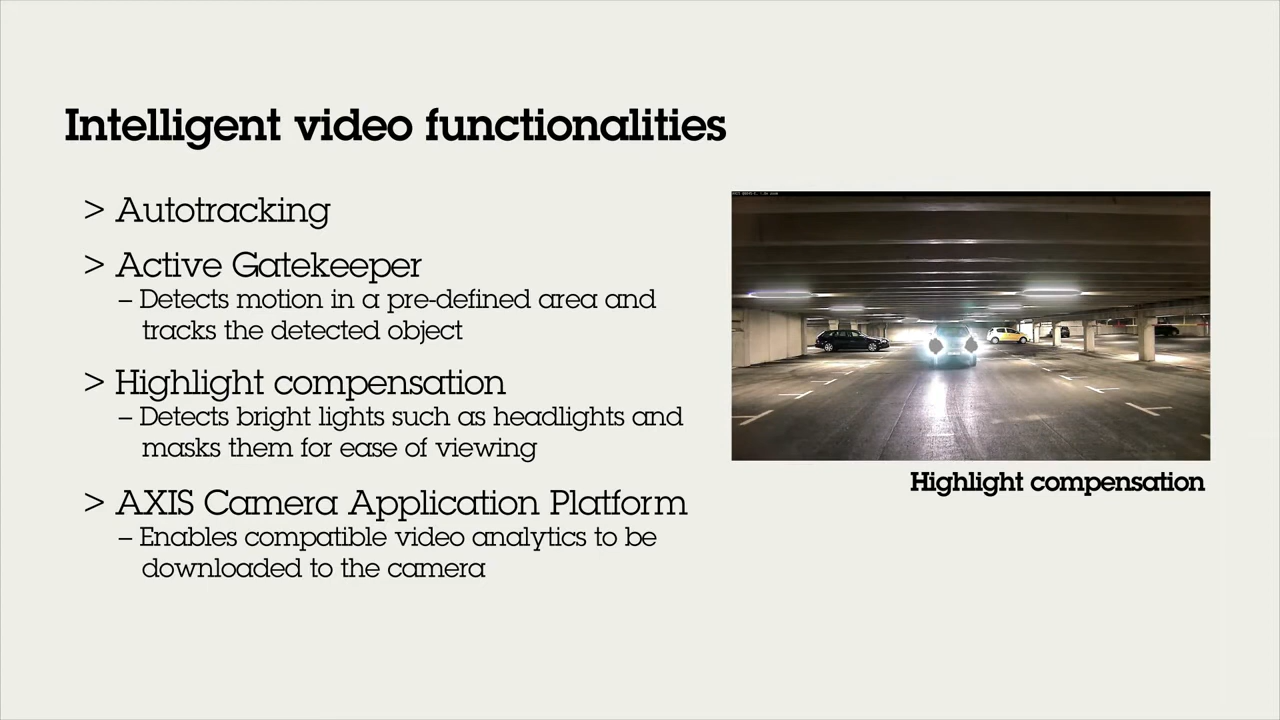 Intelligent video functionalities
> Autotracking
> Active Gatekeeper
– Detects motion in a pre-defined area and
tracks the detected object
> Highlight compensation
– Detects bright lights such as headlights and
masks them for ease of viewing
> AXIS Camera Application Platform
– Enables compatible video analytics to be
downloaded to the camera
Highlight compensation